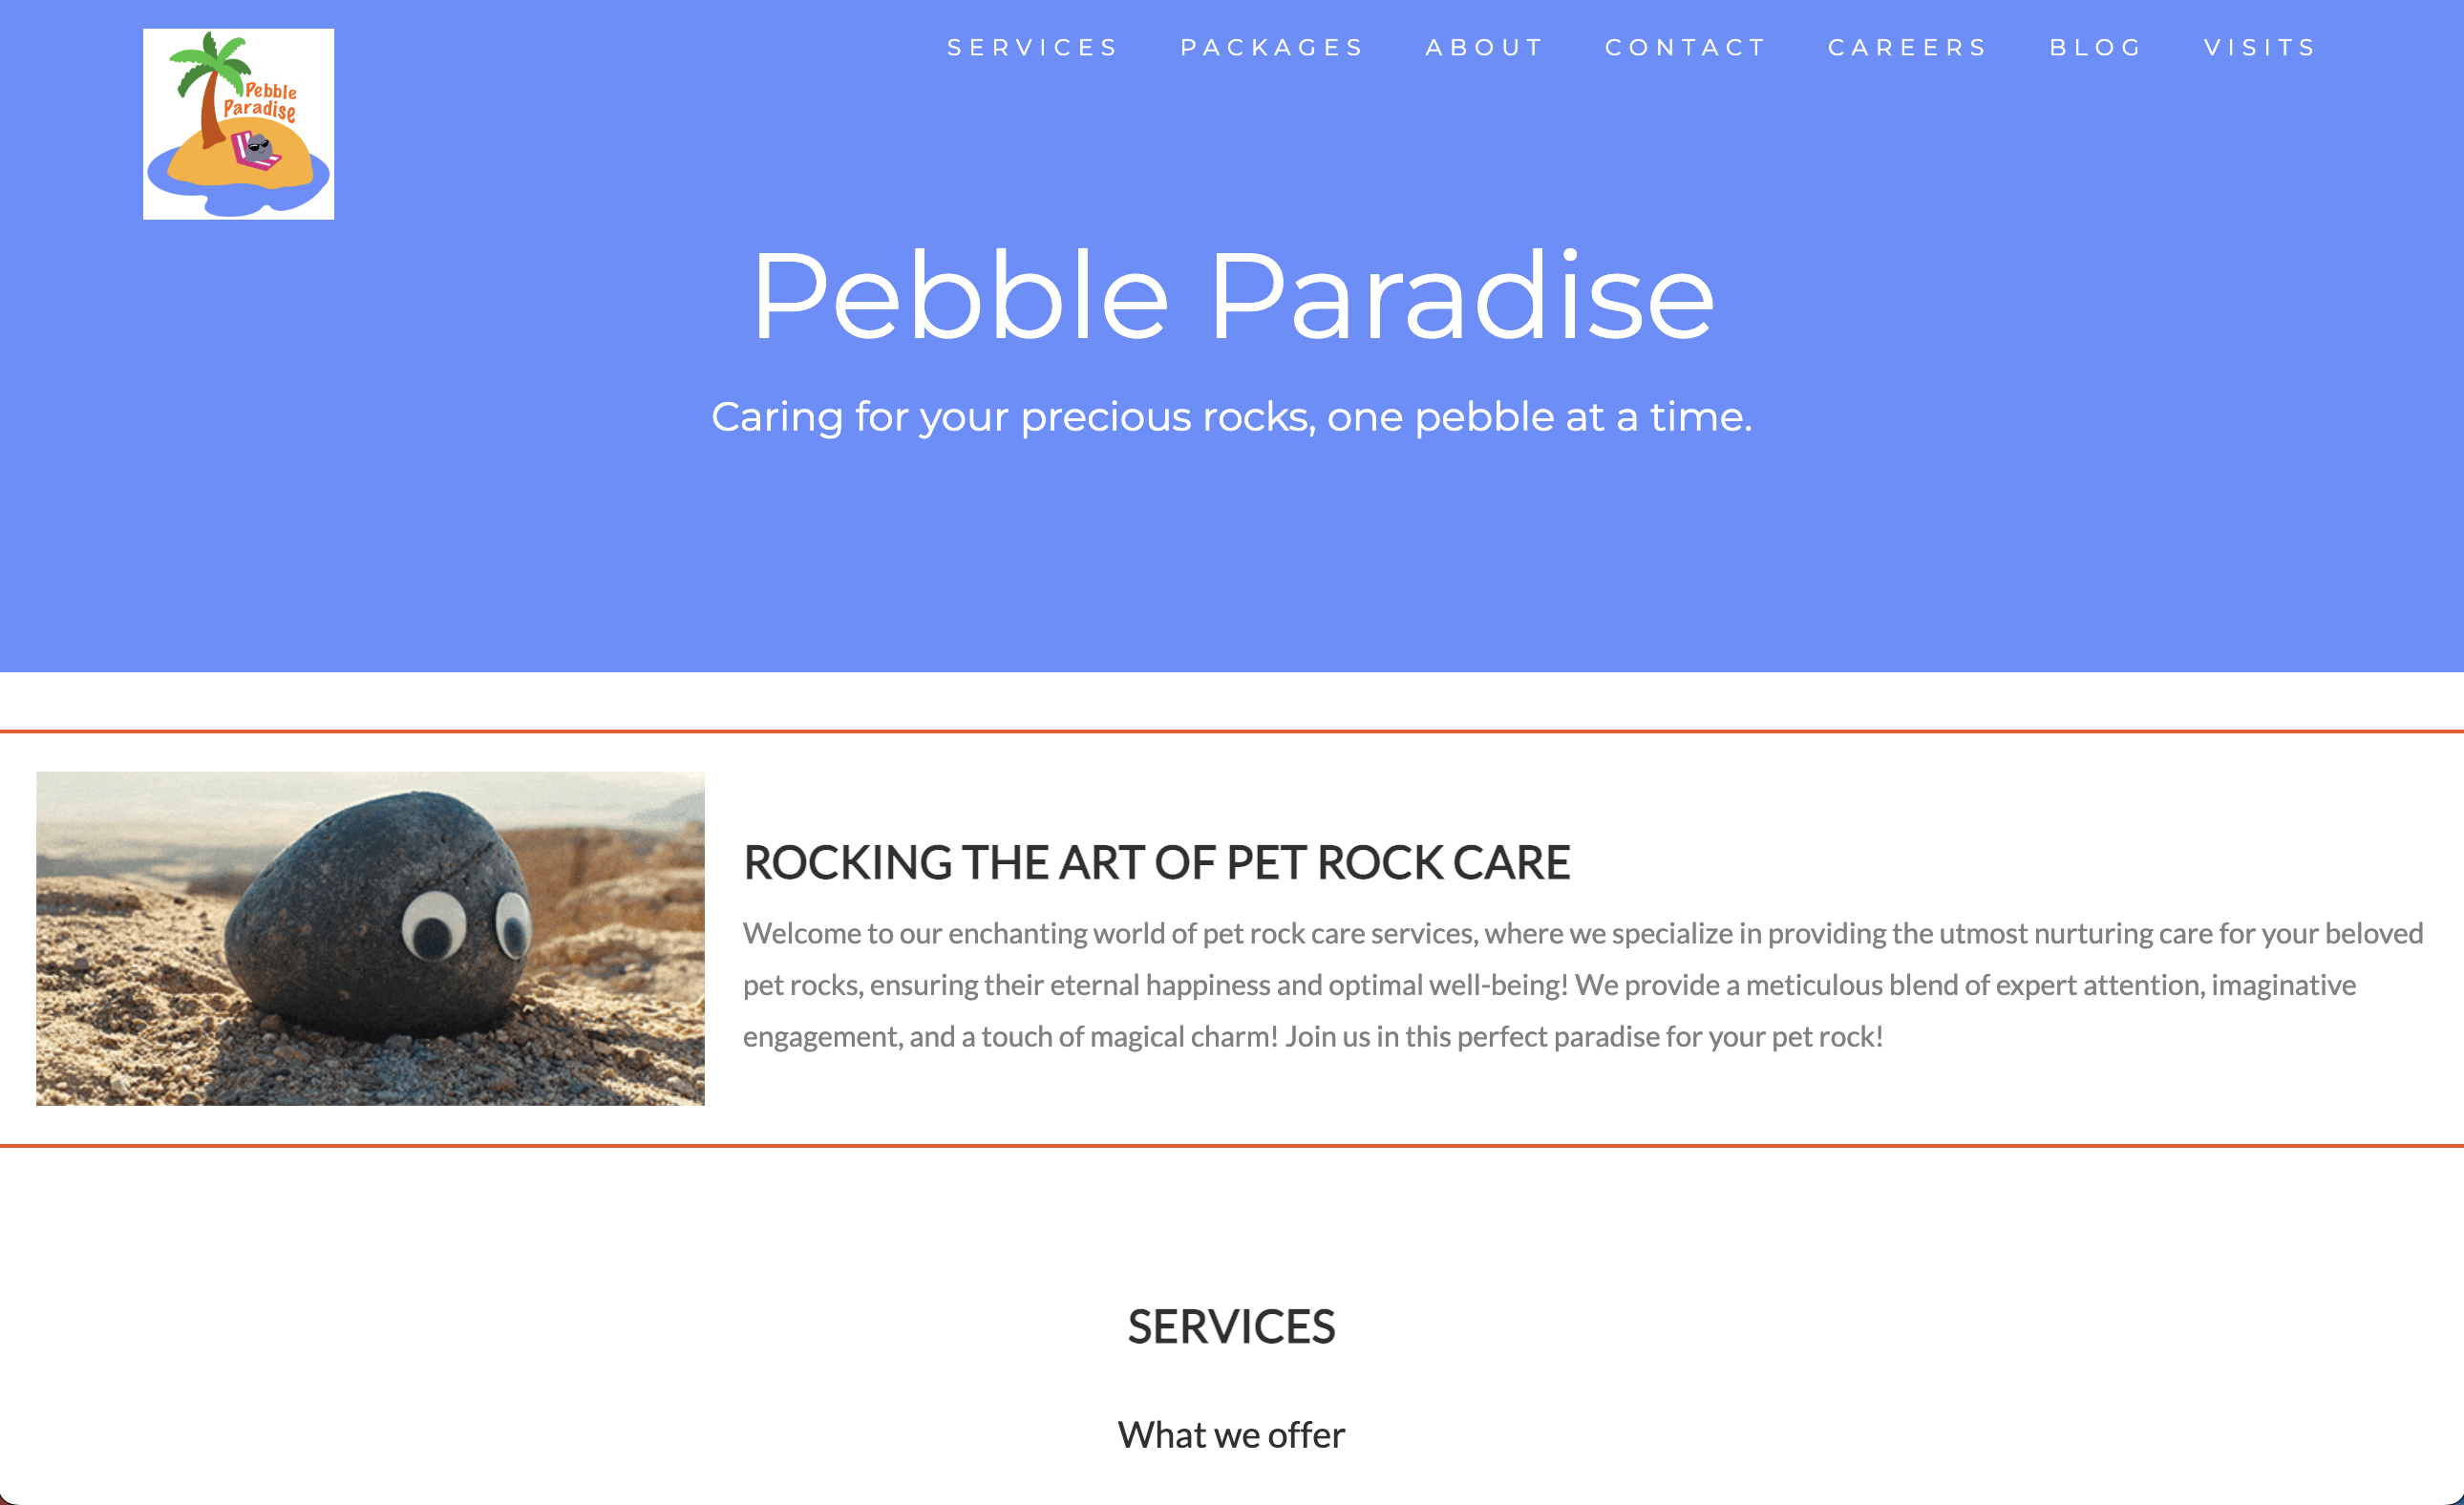 Pebble
Paradise
SERVICES PACKAGES ABOUT CONTACT CAREERS BLOG VISITS
Pebble Paradise
Caring for your precious rocks, one pebble at a time.
ROCKING THE ART OF PET ROCK CARE
Welcome to our enchanting world of pet rock care services, where we specialize in providing the utmost nurturing care for your beloved
pet rocks, ensuring their eternal happiness and optimal well-being! We provide a meticulous blend of expert attention, imaginative
engagement, and a touch of magical charm! Join us in this perfect paradise for your pet rock!
SERVICES
What we offer